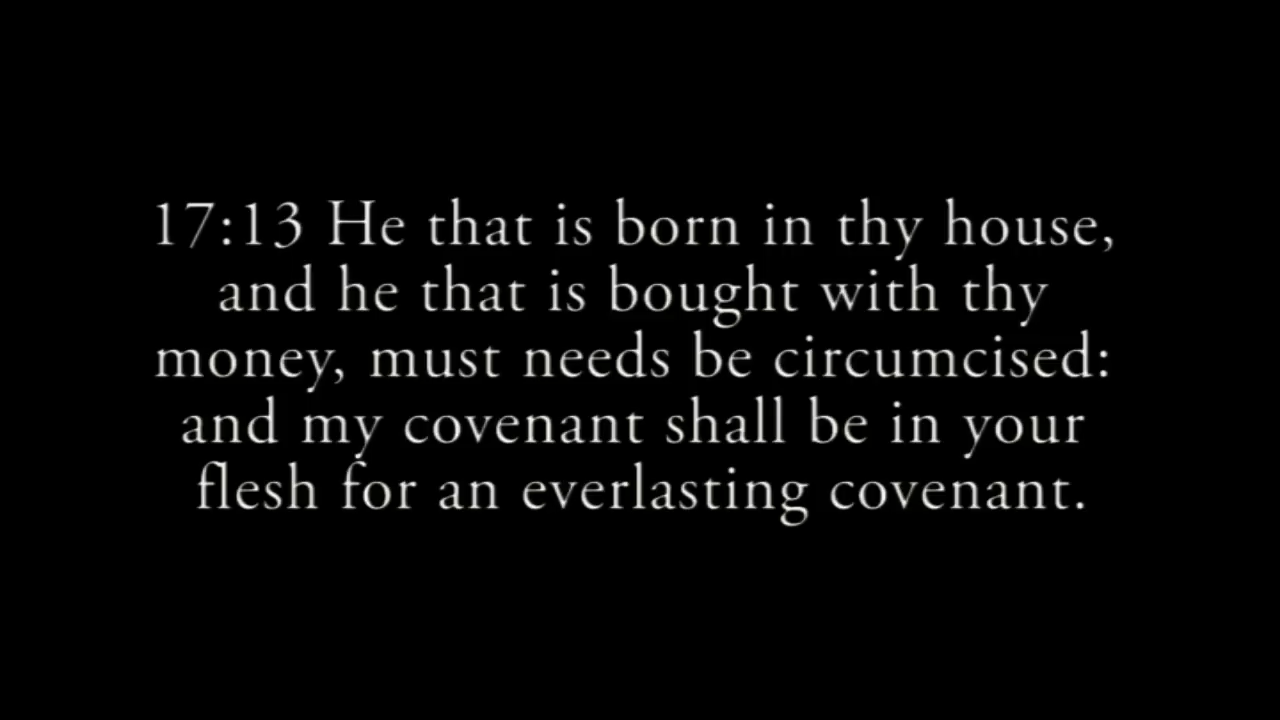 17:13 He that is born in thy house,
and he that is bought with thy
money, must needs be circumcised:
and my covenant shall be in your
flesh for an everlasting covenant.